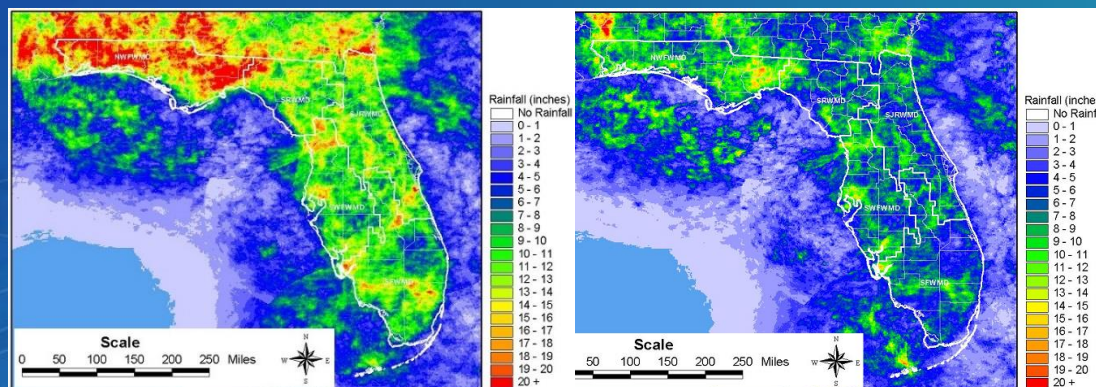 NWFWMD
SRWMD
SJRWMD
SWFWMD
SFWMD
Rainfall (inches)
No Rainfall
0 - 1
1 - 2
2 - 3
3 - 4
4 - 5
5 - 6
6 - 7
7 - 8
8 - 9
9 - 10
10 - 11
11 - 12
12 - 13
13 - 14
14 - 15
15 - 16
16 - 17
17 - 18
18 - 19
19 - 20
20 +
Scale
0 50 100 150 200 250 Miles
N
W E
S
NWFWMD
SRWMD
SJRWMD
SWFWMD
SFWMD
Rainfall (inche
No Rainf
0 - 1
1 - 2
2 - 3
3 - 4
4 - 5
5 - 6
6 - 7
7 - 8
8 - 9
9 - 10
10 - 11
11 - 12
12 - 13
13 - 14
14 - 15
15 - 16
16 - 17
17 - 18
18 - 19
19 - 20
20 +
Scale
50 100 150 200 250 Miles
N
W E
S